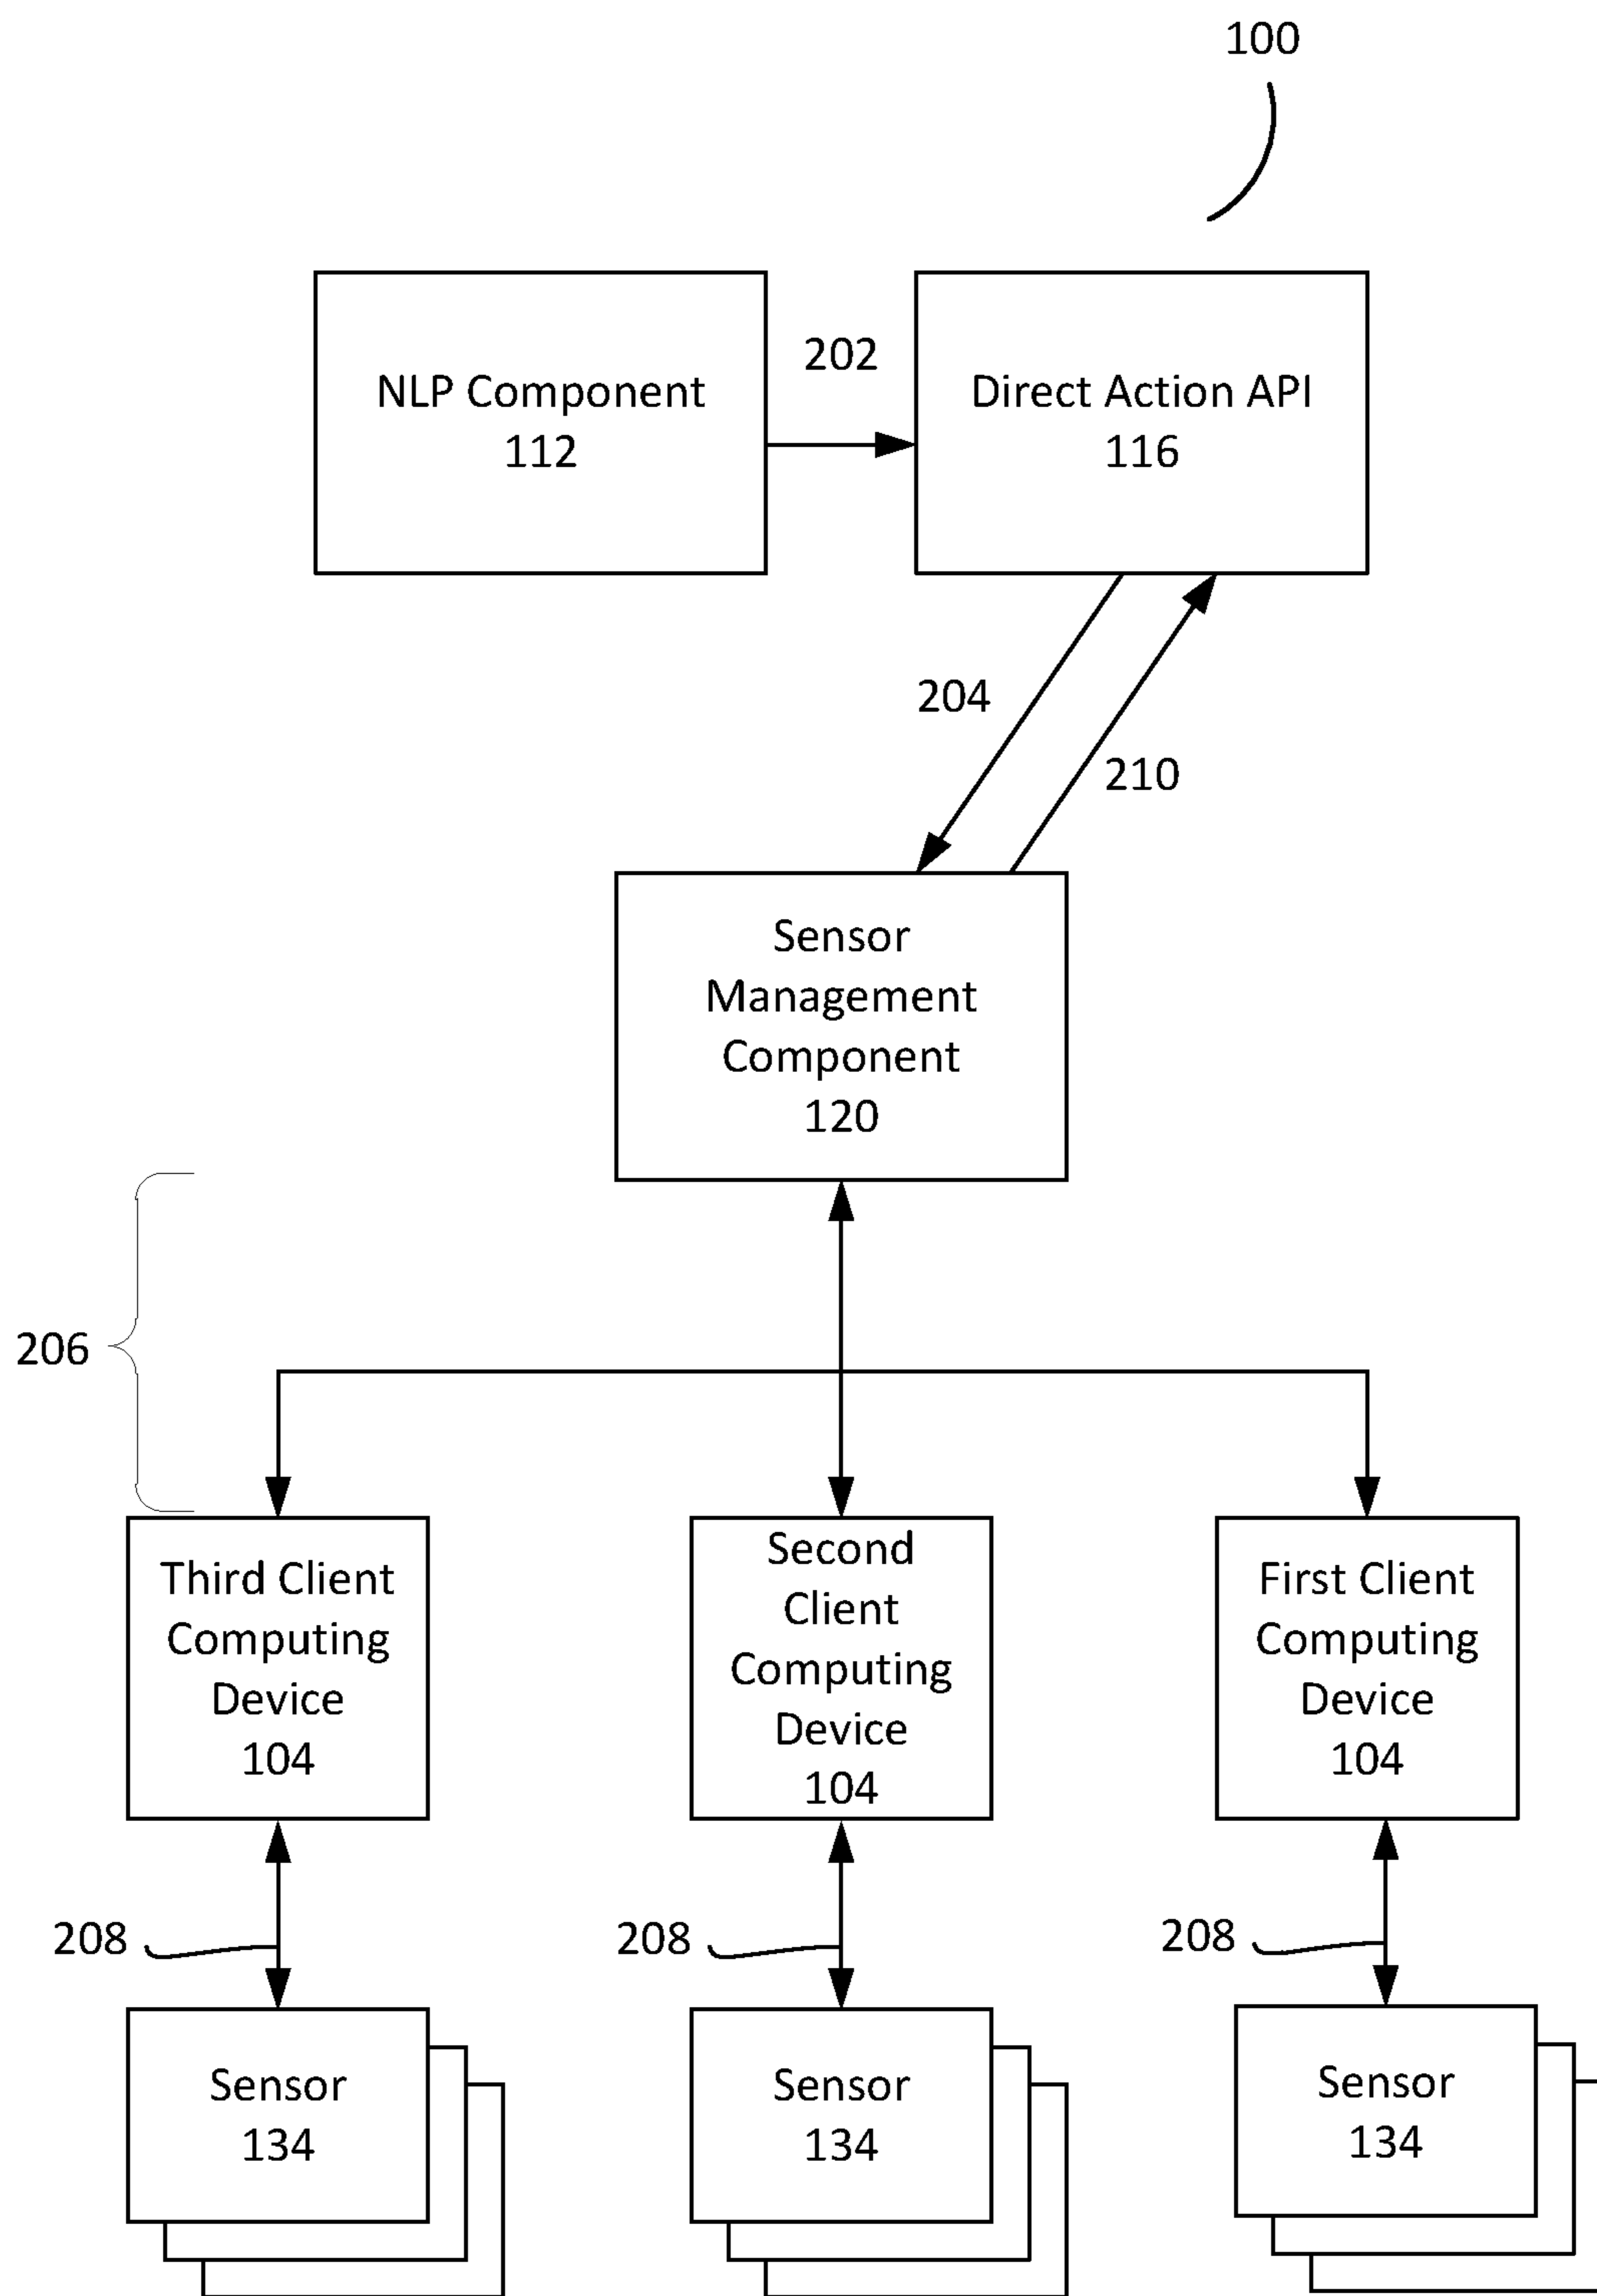 100
NLP Component
112
202
Direct Action API
116
204
210
Sensor
Management
Component
120
206
Third Client
Computing
Device
104
Second
Client
Computing
Device
104
First Client
Computing
Device
104
208
208
208
Sensor
134
Sensor
134
Sensor
134